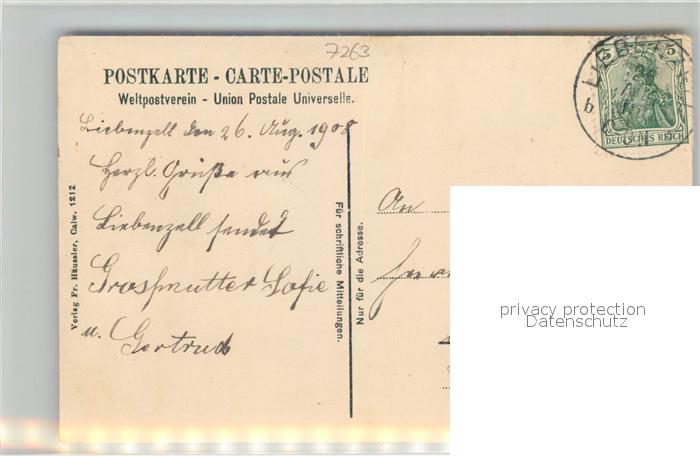 7263
POSTKARTE - CARTE-POSTALE
Weltpostverein - Union Postale Universelle.
Liebenzell den 26. Aug. 1908
Herzl. Grüße aus
Liebenzell sendet
Grossmutter Sofie
u. Gertrud
Verlag Fr. Häussler, Calw. 1212
Für schriftliche Mitteilungen.
Nur für die Adresse.
An
5 5
DEUTSCHES REICH
b
privacy protection
Datenschutz